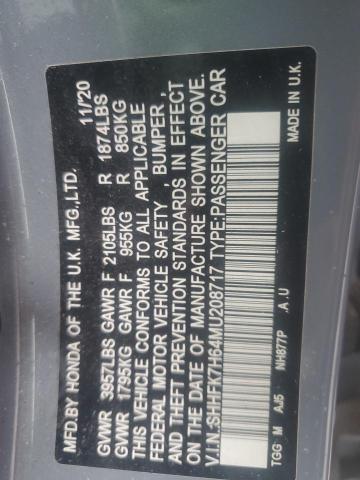 MFD.BY HONDA OF THE U.K. MFG.,LTD. 11/20
GVWR 3957LBS GAWR F 2105LBS R 1874LBS
GVWR 1795KG GAWR F 955KG R 850KG
THIS VEHICLE CONFORMS TO ALL APPLICABLE
FEDERAL MOTOR VEHICLE SAFETY , BUMPER ,
AND THEFT PREVENTION STANDARDS IN EFFECT
ON THE DATE OF MANUFACTURE SHOWN ABOVE.
V.I.N:SHHFK7H64MU208717 TYPE:PASSENGER CAR
MADE IN U.K.
TGG M AJ5 NH877P .A .U